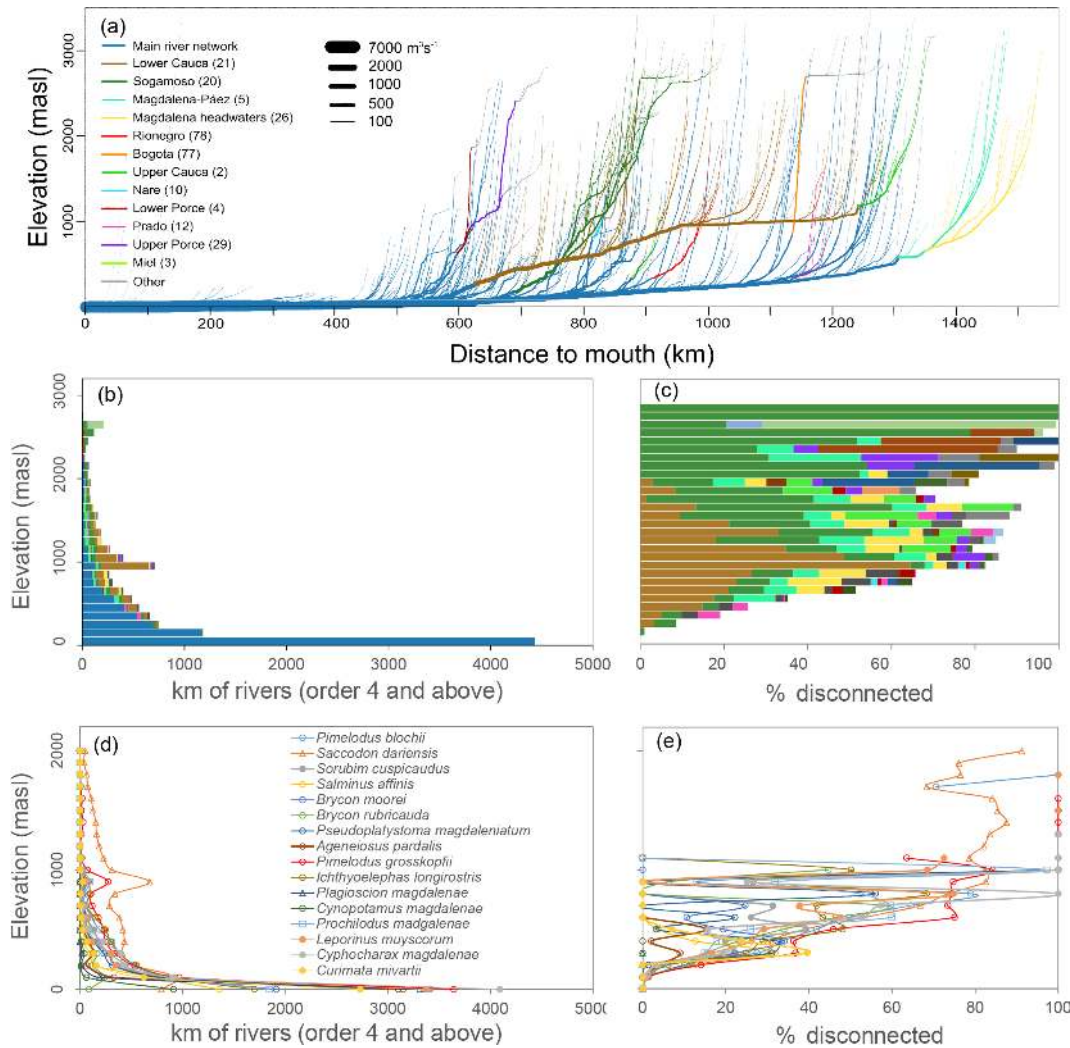 (a)
Elevation (masl)
3000
2000
1000
0
Main river network
Lower Cauca (21)
Sogamoso (20)
Magdalena-Páez (5)
Magdalena headwaters (26)
Rionegro (78)
Bogota (77)
Upper Cauca (2)
Nare (10)
Lower Porce (4)
Prado (12)
Upper Porce (29)
Miel (3)
Other
7000 m³s⁻¹
2000
1000
500
100
0 200 400 600 800 1000 1200 1400
Distance to mouth (km)
(b)
Elevation (masl)
3000
2000
1000
0
0 1000 2000 3000 4000 5000
km of rivers (order 4 and above)
(c)
0 20 40 60 80 100
% disconnected
(d)
Elevation (masl)
2000
1000
0
Pimelodus blochii
Saccodon dariensis
Sorubim cuspicaudus
Salminus affinis
Brycon moorei
Brycon rubricauda
Pseudoplatystoma magdaleniatum
Ageneiosus pardalis
Pimelodus grosskopfii
Ichthyoelephas longirostris
Plagioscion magdalenae
Cynopotamus magdalenae
Prochilodus madgalenae
Leporinus muyscorum
Cyphocharax magdalenae
Curimata mivartii
0 1000 2000 3000 4000 5000
km of rivers (order 4 and above)
(e)
0 20 40 60 80 100
% disconnected